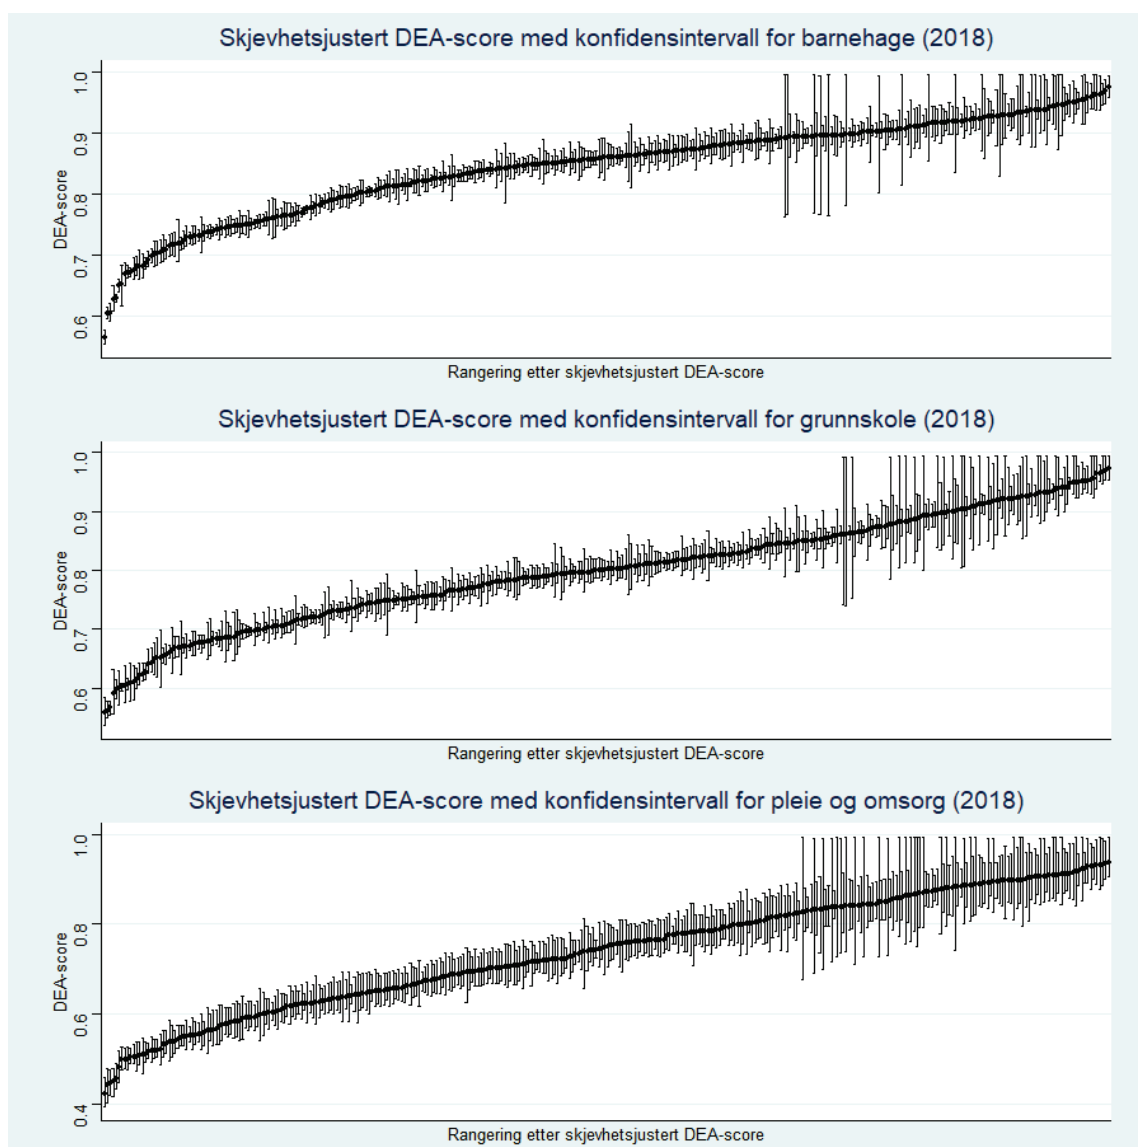 Skjevhetsjustert DEA-score med konfidensintervall for barnehage (2018)
DEA-score
1.0
0.9
0.8
0.7
0.6
Rangering etter skjevhetsjustert DEA-score
Skjevhetsjustert DEA-score med konfidensintervall for grunnskole (2018)
DEA-score
1.0
0.9
0.8
0.7
0.6
Rangering etter skjevhetsjustert DEA-score
Skjevhetsjustert DEA-score med konfidensintervall for pleie og omsorg (2018)
DEA-score
1.0
0.8
0.6
0.4
Rangering etter skjevhetsjustert DEA-score